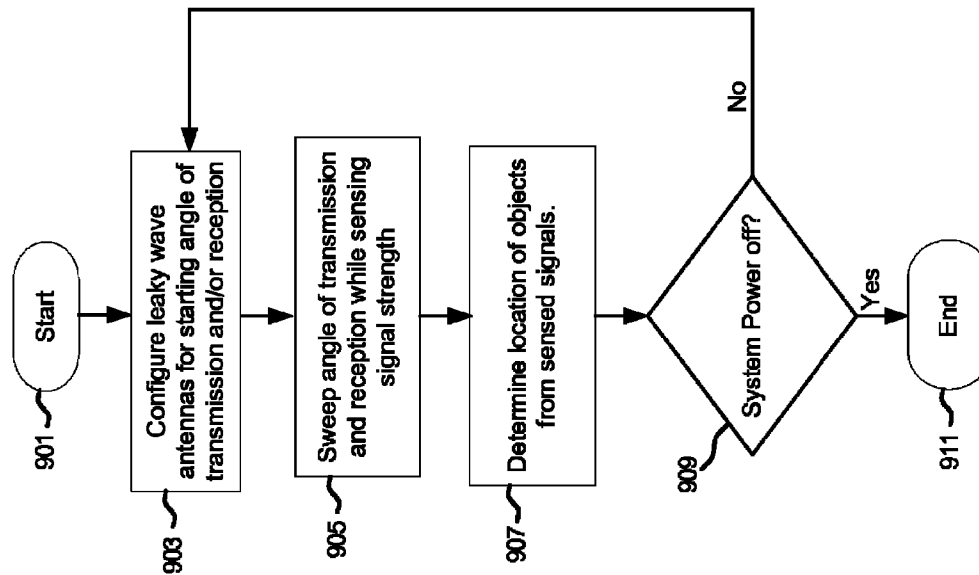 Start
901
Configure leaky wave
antennas for starting angle of
transmission and/or reception
903
Sweep angle of transmission
and reception while sensing
signal strength
905
Determine location of objects
from sensed signals.
907
System Power off?
909
No
Yes
End
911